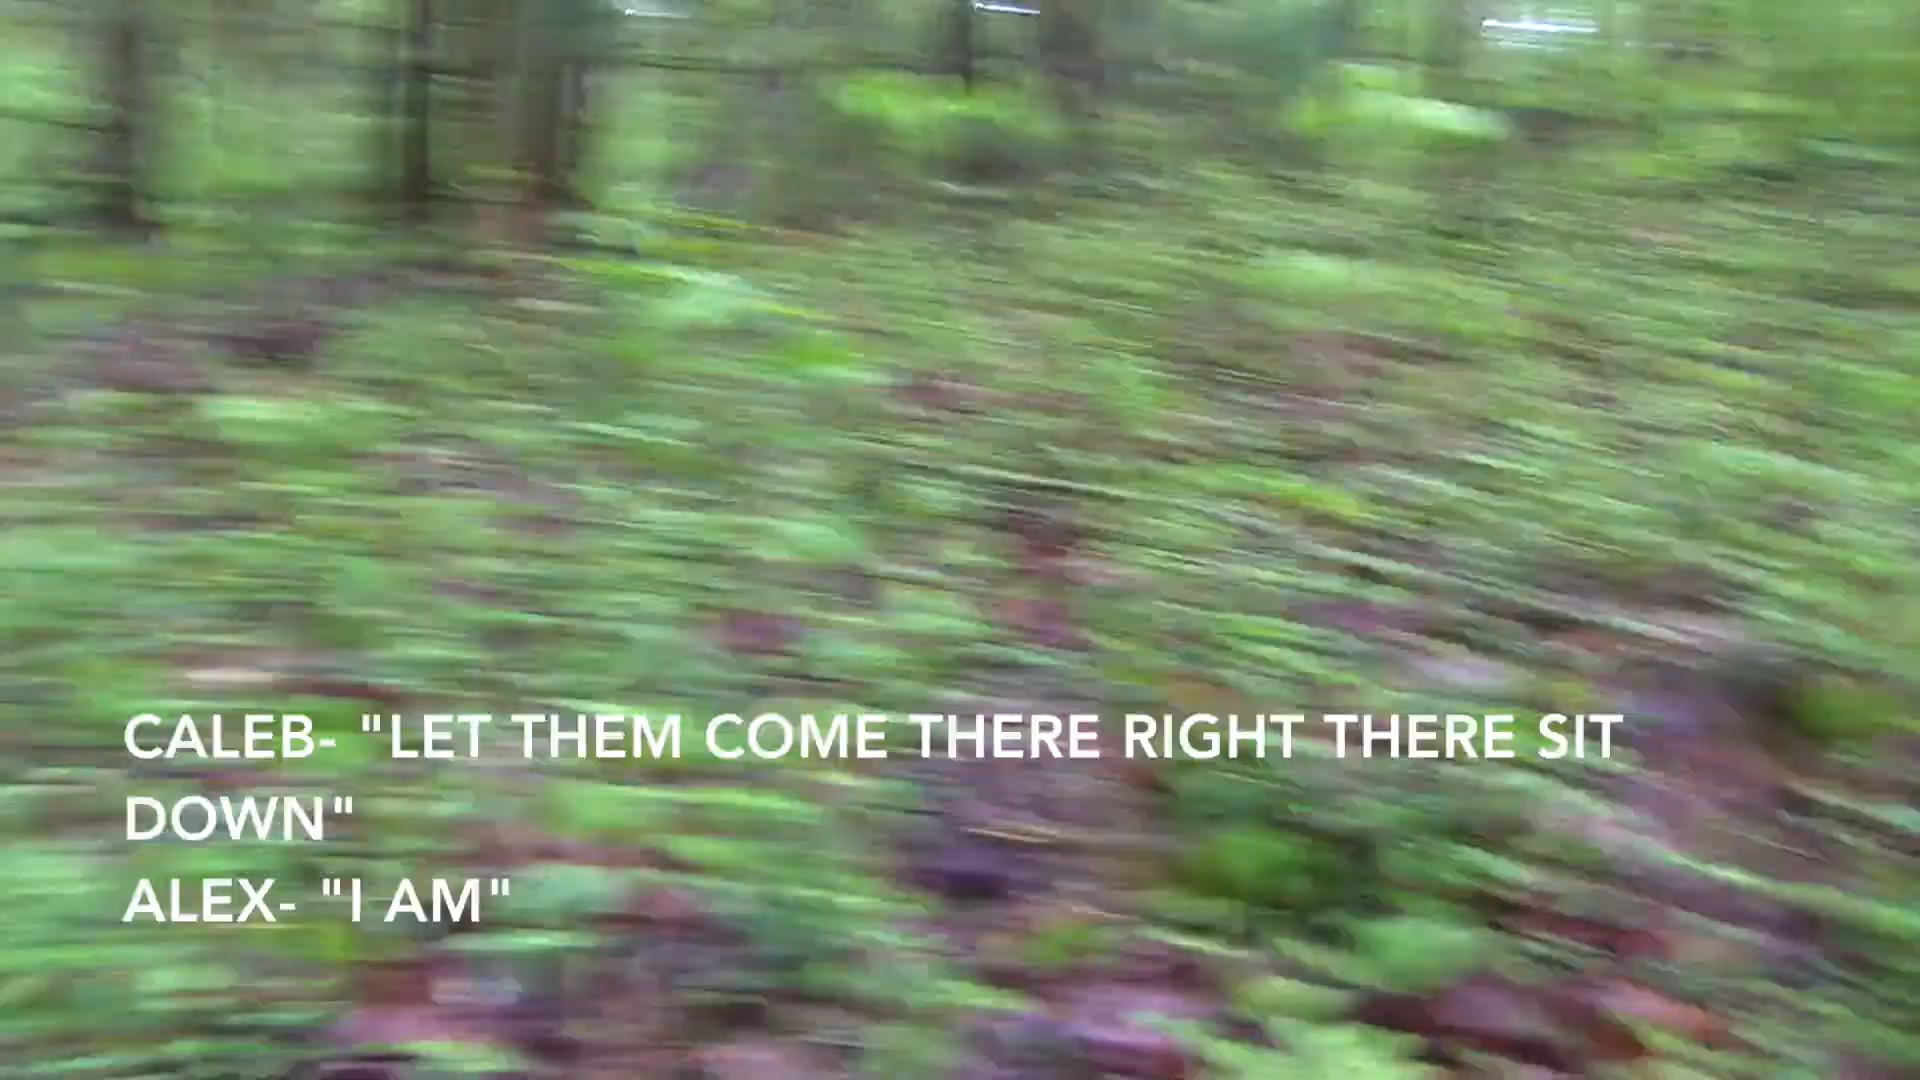 CALEB- "LET THEM COME THERE RIGHT THERE SIT
DOWN"
ALEX- "I AM"